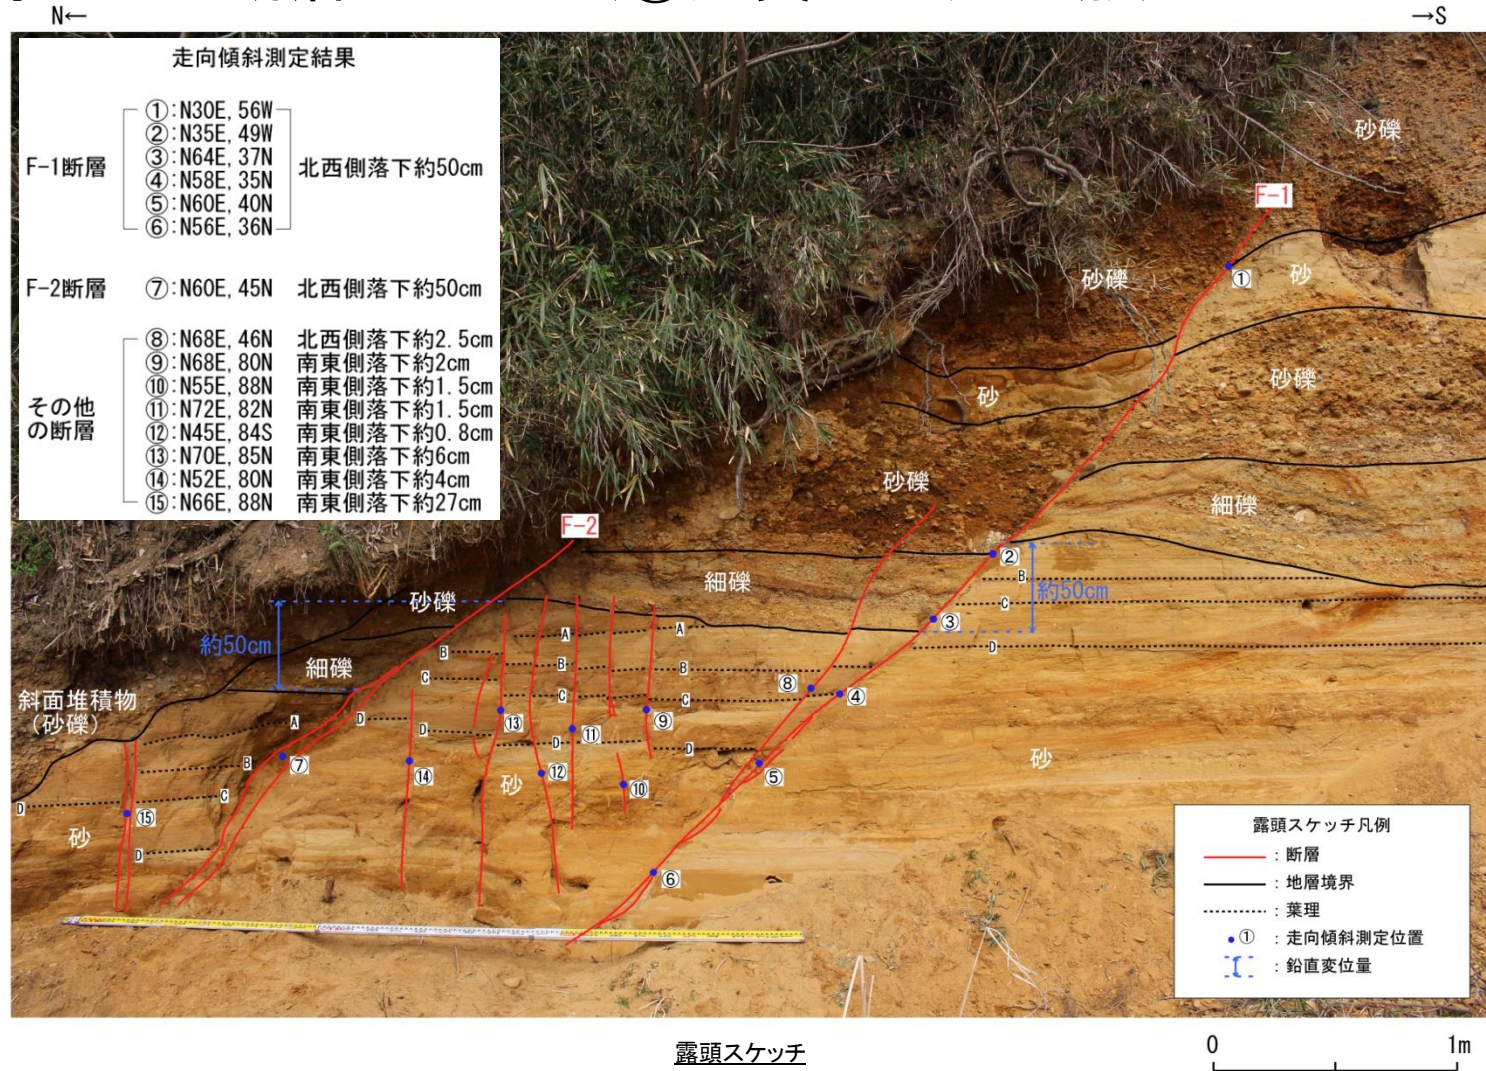 N←
→S
走向傾斜測定結果
F-1断層
①:N30E, 56W
②:N35E, 49W
③:N64E, 37N
④:N58E, 35N
⑤:N60E, 40N
⑥:N56E, 36N
北西側落下約50cm
F-2断層 ⑦:N60E, 45N 北西側落下約50cm
その他
の断層
⑧:N68E, 46N 北西側落下約2.5cm
⑨:N68E, 80N 南東側落下約2cm
⑩:N55E, 88N 南東側落下約1.5cm
⑪:N72E, 82N 南東側落下約1.5cm
⑫:N45E, 84S 南東側落下約0.8cm
⑬:N70E, 85N 南東側落下約6cm
⑭:N52E, 80N 南東側落下約4cm
⑮:N66E, 88N 南東側落下約27cm
砂礫
F-1
①
砂
砂礫
砂
砂礫
砂礫
細礫
F-2
②
細礫
B
約50cm
C
③
D
砂礫
約50cm
A
A
B
B
B
細礫
C
C
C
⑧
④
斜面堆積物
(砂礫)
A
D
D
D
D
⑬
⑪
⑨
⑦
B
⑭
砂
⑫
⑩
⑤
砂
C
D
⑮
砂
D
⑥
露頭スケッチ凡例
:断層
:地層境界
:葉理
①:走向傾斜測定位置
:鉛直変位量
露頭スケッチ
0 1m